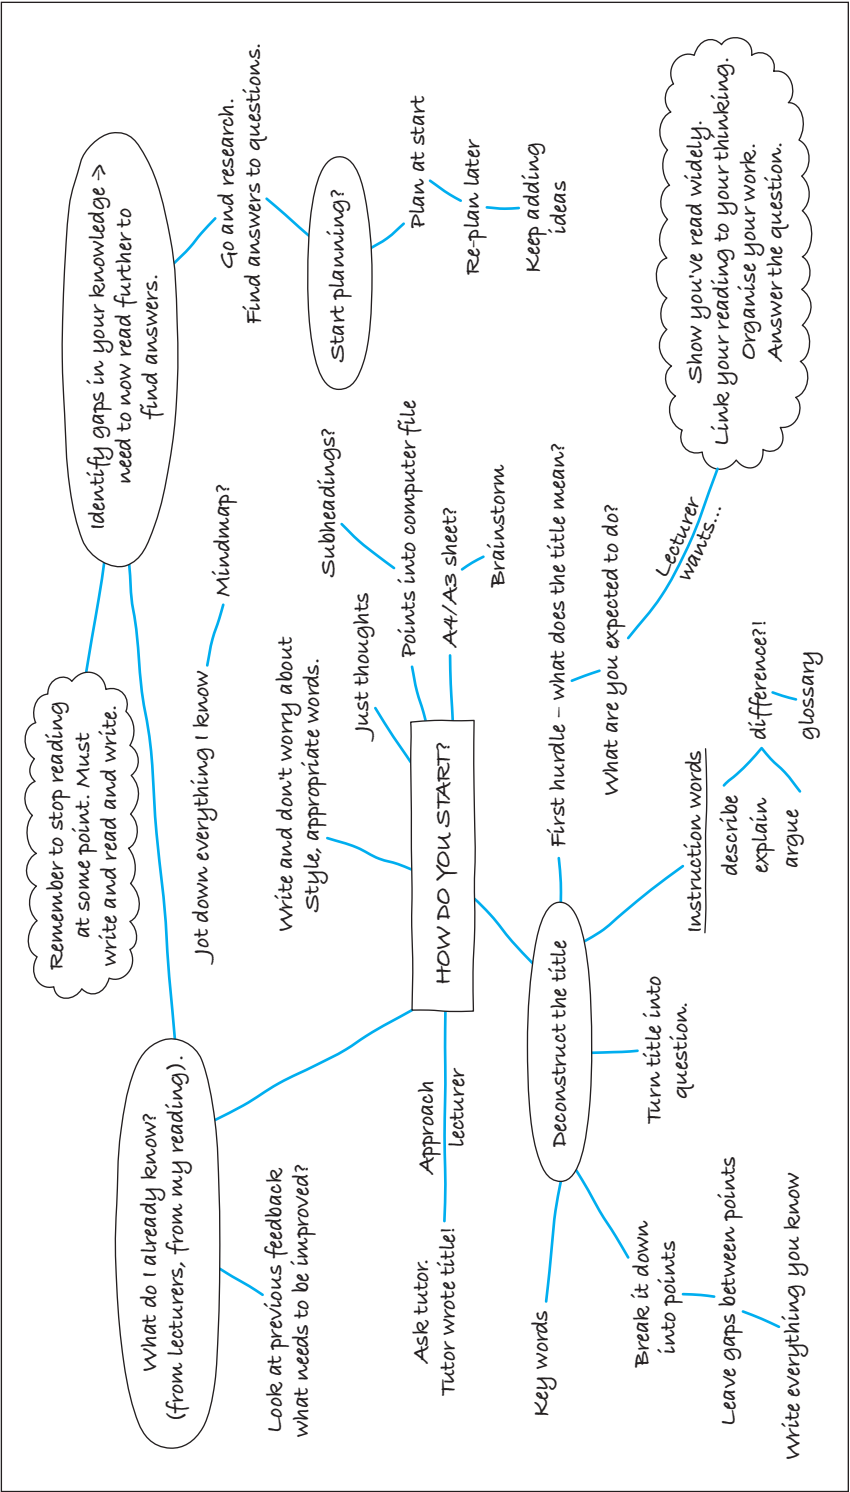 What do I already know?
(from lecturers, from my reading).
Look at previous feedback
what needs to be improved?
Remember to stop reading
at some point. Must
write and read and write.
Identify gaps in your knowledge ->
need to now read further to
find answers.
Go and research.
Find answers to questions.
Start planning?
Plan at start
Re-plan later
Keep adding
ideas
Jot down everything I know
Mindmap?
Write and don't worry about
Style, appropriate words.
Just thoughts
Subheadings?
Points into computer file
A4/A3 sheet?
Brainstorm
HOW DO YOU START?
Approach
lecturer
Ask tutor.
Tutor wrote title!
Deconstruct the title
First hurdle – what does the title mean?
What are you expected to do?
Lecturer
wants...
Show you've read widely.
Link your reading to your thinking.
Organise your work.
Answer the question.
Instruction words
describe
explain
argue
difference?!
glossary
Turn title into
question.
Key words
Break it down
into points
Leave gaps between points
Write everything you know